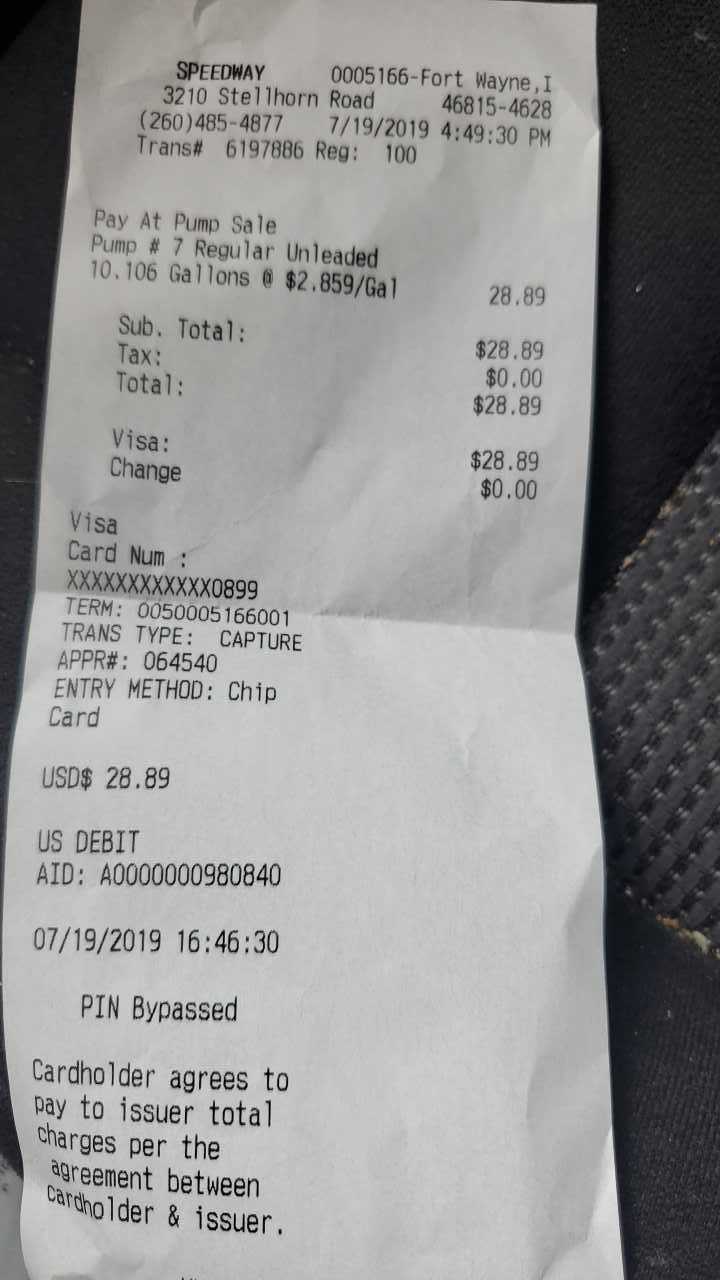 SPEEDWAY 0005166-Fort Wayne,I
3210 Stellhorn Road 46815-4628
(260)485-4877 7/19/2019 4:49:30 PM
Trans# 6197886 Reg: 100
Pay At Pump Sale
Pump # 7 Regular Unleaded
10.106 Gallons @ $2.859/Gal 28.89
Sub. Total: $28.89
Tax: $0.00
Total: $28.89
Visa: $28.89
Change $0.00
Visa
Card Num :
XXXXXXXXXXXX0899
TERM: 0050005166001
TRANS TYPE: CAPTURE
APPR#: 064540
ENTRY METHOD: Chip
Card
USD$ 28.89
US DEBIT
AID: A0000000980840
07/19/2019 16:46:30
PIN Bypassed
Cardholder agrees to
pay to issuer total
charges per the
agreement between
cardholder & issuer.